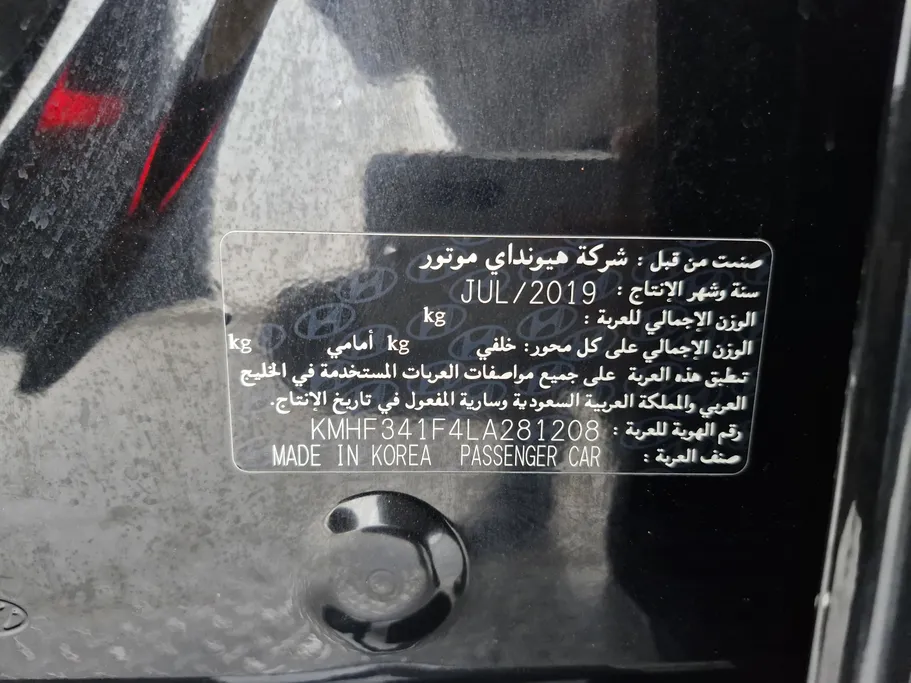 صنعت من قبل : شركة هيونداي موتور
سنة وشهر الإنتاج : JUL/2019
الوزن الإجمالي للعربة : kg
الوزن الإجمالي على كل محور: خلفي kg أمامي kg
تطبق هذه العربة على جميع مواصفات العربات المستخدمة في الخليج
العربي والمملكة العربية السعودية وسارية المفعول في تاريخ الإنتاج.
رقم الهوية للعربة : KMHF341F4LA281208
صنف العربة : MADE IN KOREA PASSENGER CAR